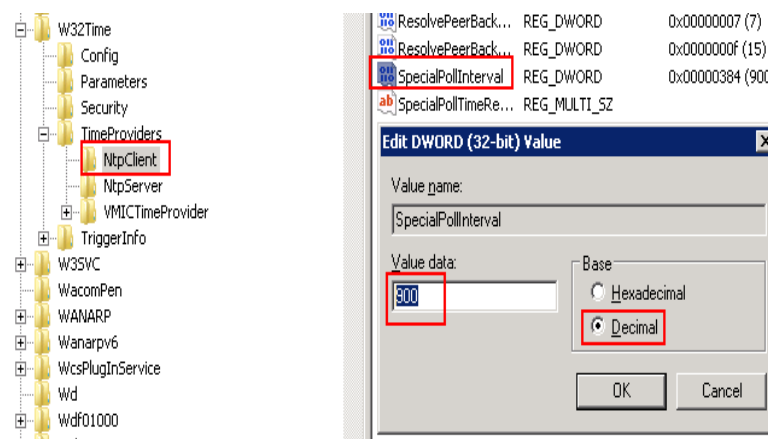 W32Time
Config
Parameters
Security
TimeProviders
NtpClient
NtpServer
VMICTimeProvider
TriggerInfo
W3SVC
WacomPen
WANARP
Wanarpv6
WcsPlugInService
Wd
Wdf01000
ResolvePeerBack... REG_DWORD 0x00000007 (7)
ResolvePeerBack... REG_DWORD 0x0000000f (15)
SpecialPollInterval REG_DWORD 0x00000384 (900
SpecialPollTimeRe... REG_MULTI_SZ
Edit DWORD (32-bit) Value
Value name:
SpecialPollInterval
Value data:
900
Base
Hexadecimal
Decimal
OK Cancel